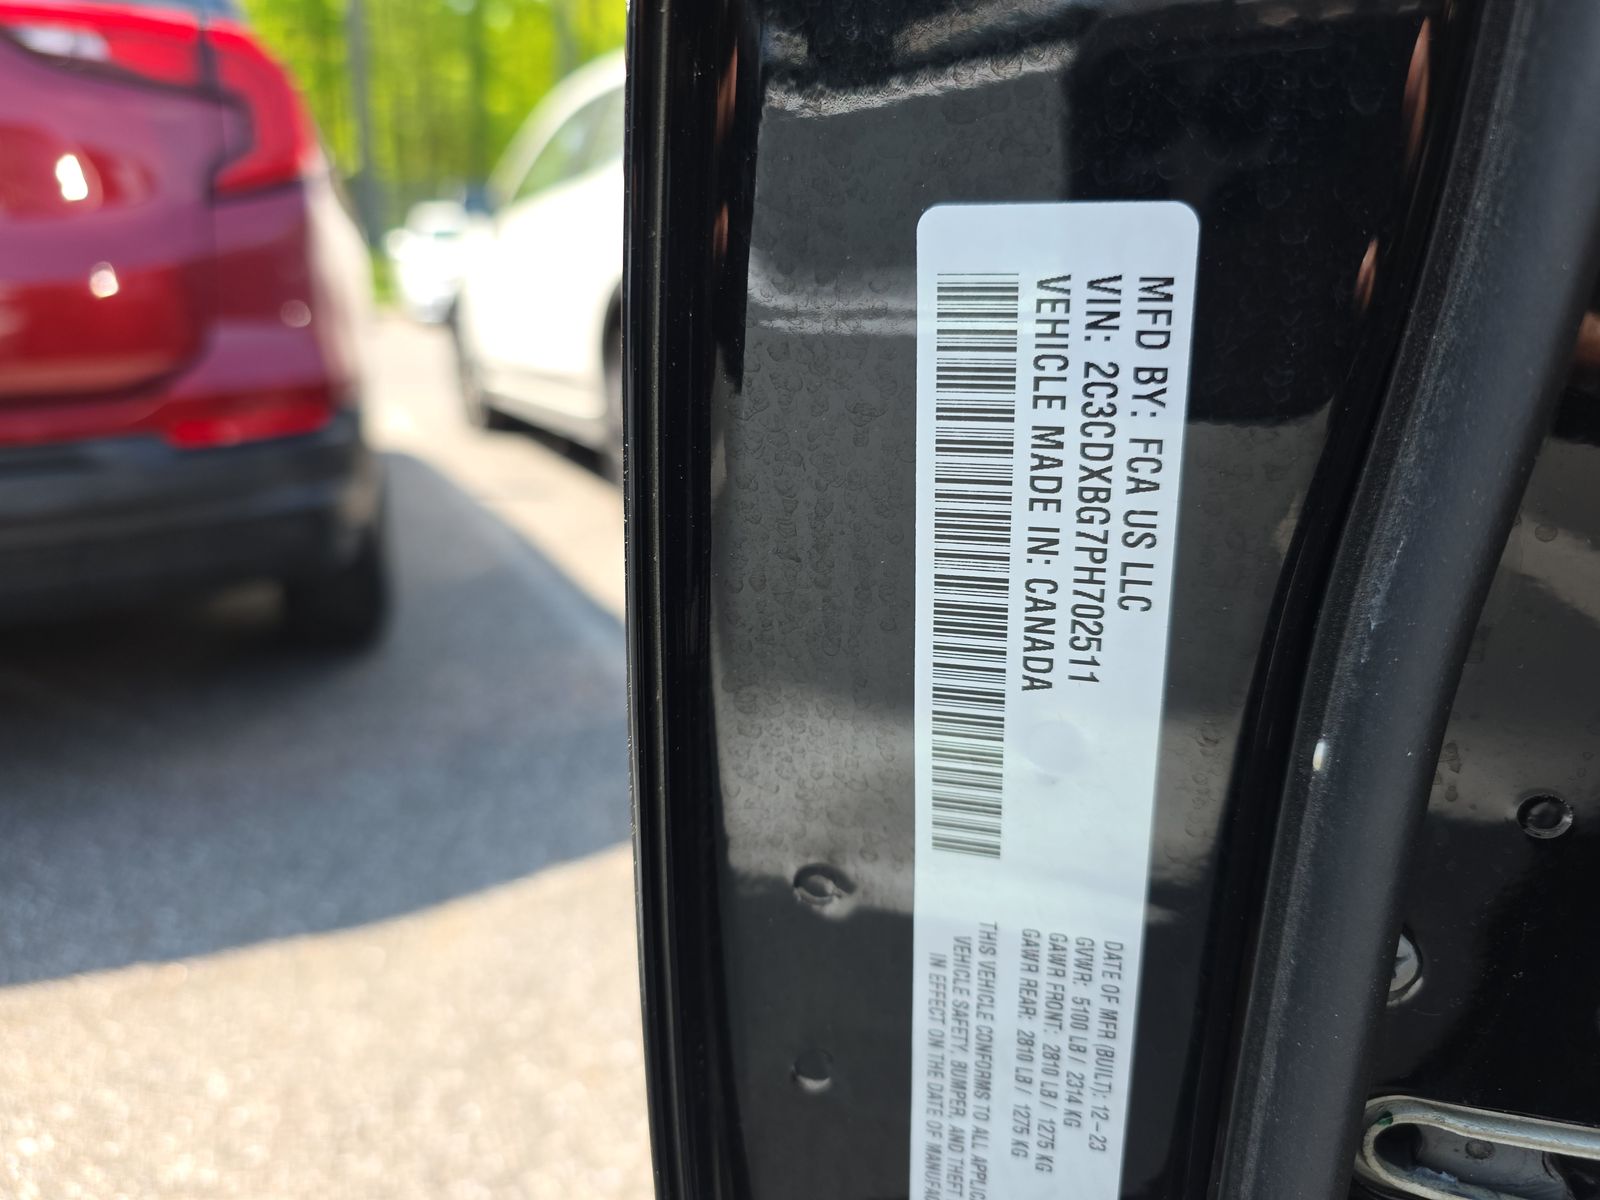 MFD BY: FCA US LLC
VIN: 2C3CDXBG7PH702511
VEHICLE MADE IN: CANADA
DATE OF MFR (BUILT): 12-23
GVWR: 5100 LB / 2314 KG
GAWR FRONT: 2810 LB / 1275 KG
GAWR REAR: 2810 LB / 1275 KG
THIS VEHICLE CONFORMS TO ALL APPLIC
VEHICLE SAFETY, BUMPER, AND THEFT
IN EFFECT ON THE DATE OF MANUFAC